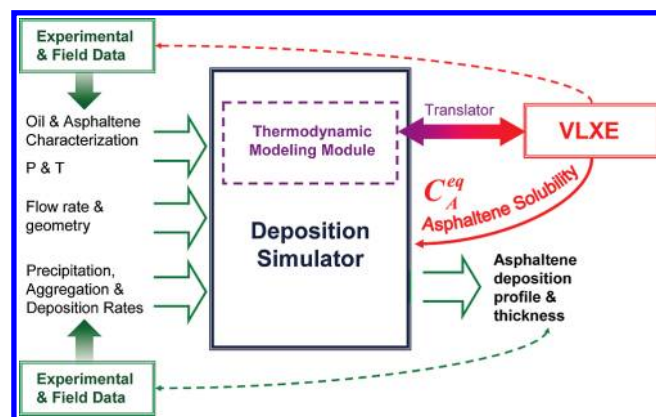 Experimental
& Field Data
Oil & Asphaltene
Characterization
P & T
Flow rate &
geometry
Precipitation,
Aggregation &
Deposition Rates
Experimental
& Field Data
Thermodynamic
Modeling Module
Deposition
Simulator
Translator
VLXE
C_A^{eq}
Asphaltene Solubility
Asphaltene
deposition
profile &
thickness